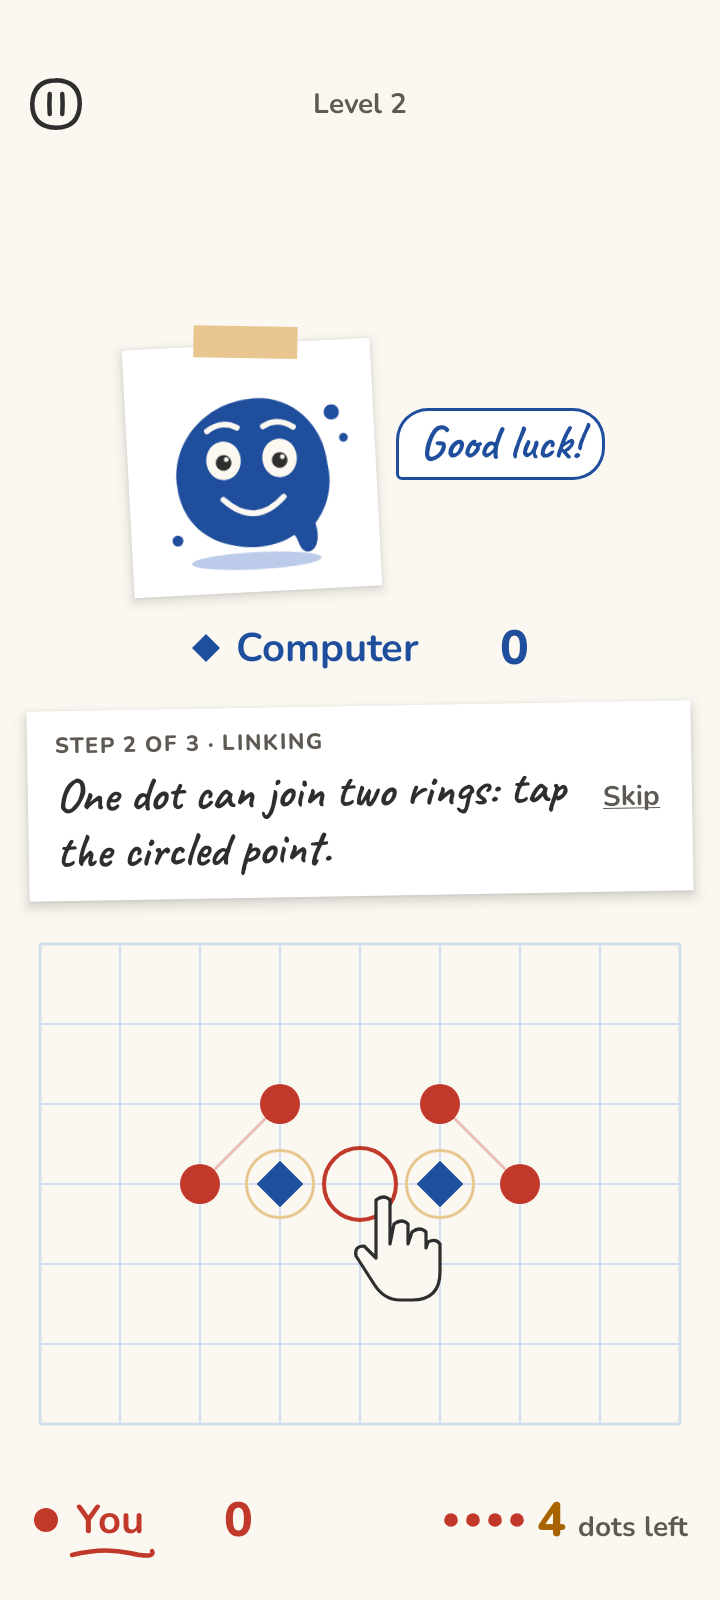 Level 2
Good luck!
Computer 0
STEP 2 OF 3 · LINKING
One dot can join two rings: tap
the circled point.
Skip
You 0
4 dots left